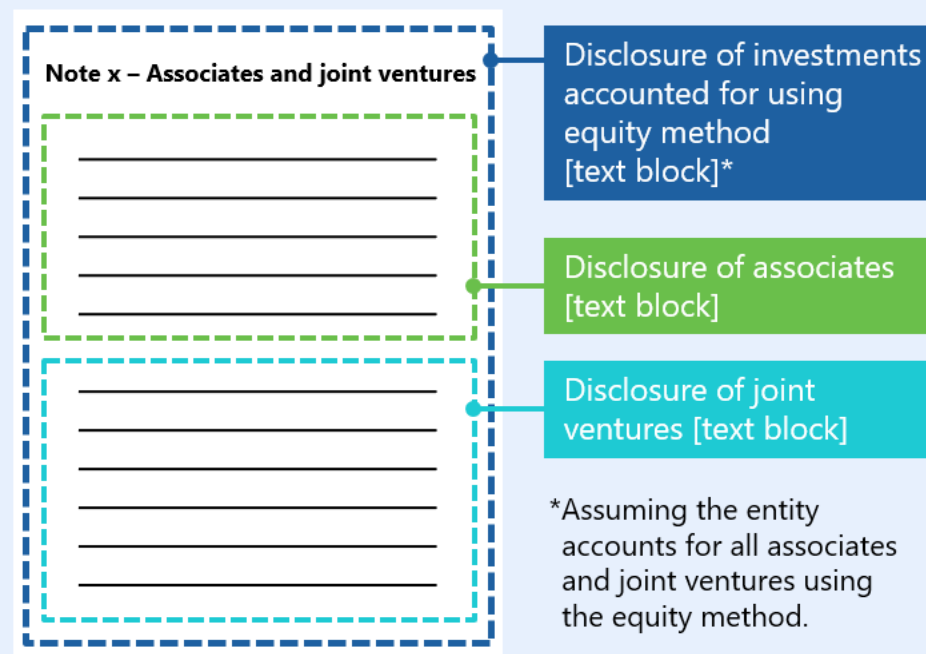 Note x – Associates and joint ventures
Disclosure of investments
accounted for using
equity method
[text block]*
Disclosure of associates
[text block]
Disclosure of joint
ventures [text block]
*Assuming the entity
accounts for all associates
and joint ventures using
the equity method.